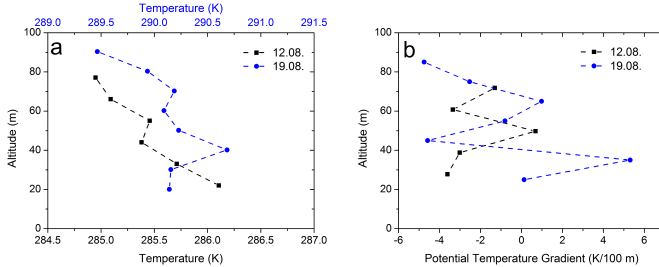 Temperature (K)
289.0 289.5 290.0 290.5 291.0 291.5
100 a 12.08. 100 b 12.08.
19.08. 19.08.
80 80
60 60
Altitude (m) Altitude (m)
40 40
20 20
0 0
284.5 285.0 285.5 286.0 286.5 287.0 -6 -4 -2 0 2 4 6
Temperature (K) Potential Temperature Gradient (K/100 m)